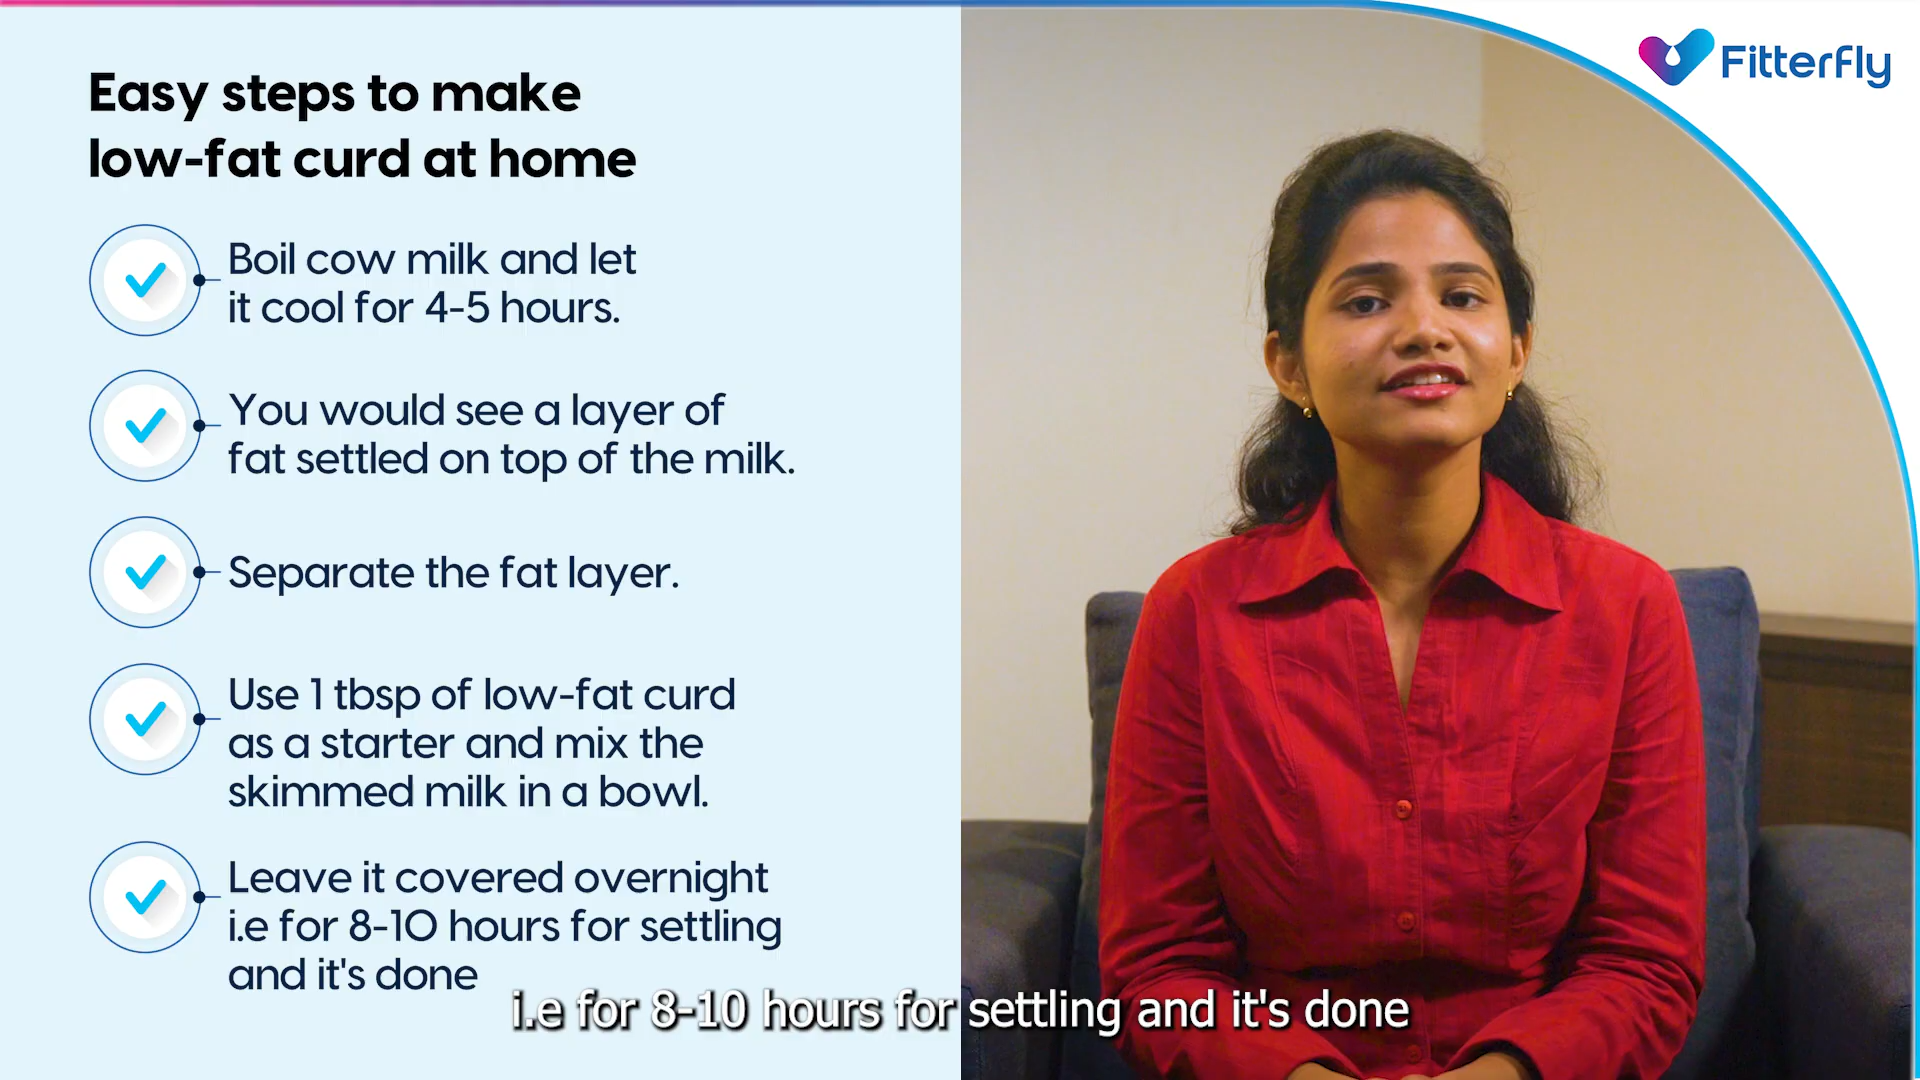 Easy steps to make
low-fat curd at home
Boil cow milk and let
it cool for 4-5 hours.
You would see a layer of
fat settled on top of the milk.
Separate the fat layer.
Use 1 tbsp of low-fat curd
as a starter and mix the
skimmed milk in a bowl.
Leave it covered overnight
i.e for 8-10 hours for settling
and it's done
i.e for 8-10 hours for settling and it's done
Fitterfly